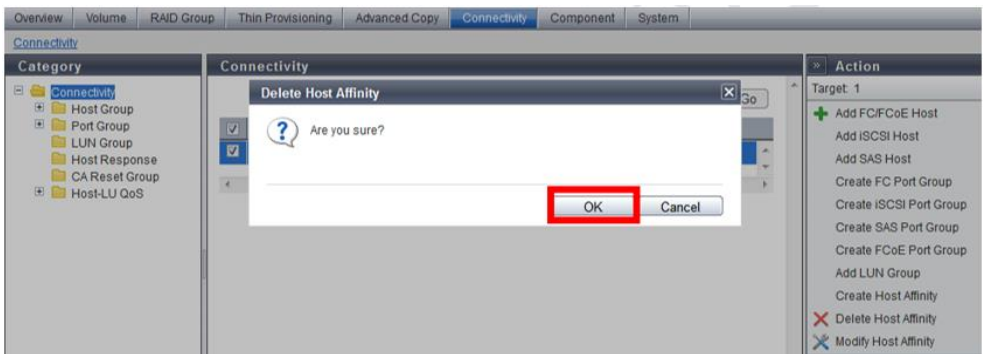 Overview Volume RAID Group Thin Provisioning Advanced Copy Connectivity Component System
Connectivity
Category
Connectivity
Host Group
Port Group
LUN Group
Host Response
CA Reset Group
Host-LU QoS
Connectivity
Go
Delete Host Affinity
Are you sure?
OK Cancel
» Action
Target: 1
Add FC/FCoE Host
Add iSCSI Host
Add SAS Host
Create FC Port Group
Create iSCSI Port Group
Create SAS Port Group
Create FCoE Port Group
Add LUN Group
Create Host Affinity
Delete Host Affinity
Modify Host Affinity